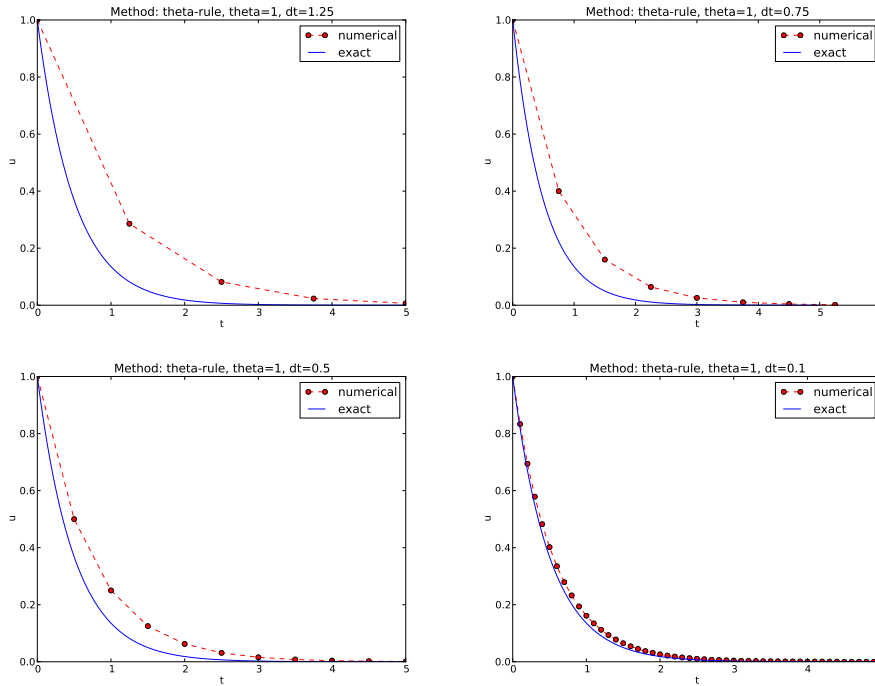 Method: theta-rule, theta=1, dt=1.25
numerical
exact
u
1.0
0.8
0.6
0.4
0.2
0.0
0 1 2 3 4 5
t
Method: theta-rule, theta=1, dt=0.75
numerical
exact
u
1.0
0.8
0.6
0.4
0.2
0.0
0 1 2 3 4 5
t
Method: theta-rule, theta=1, dt=0.5
numerical
exact
u
1.0
0.8
0.6
0.4
0.2
0.0
0 1 2 3 4 5
t
Method: theta-rule, theta=1, dt=0.1
numerical
exact
u
1.0
0.8
0.6
0.4
0.2
0.0
0 1 2 3 4
t